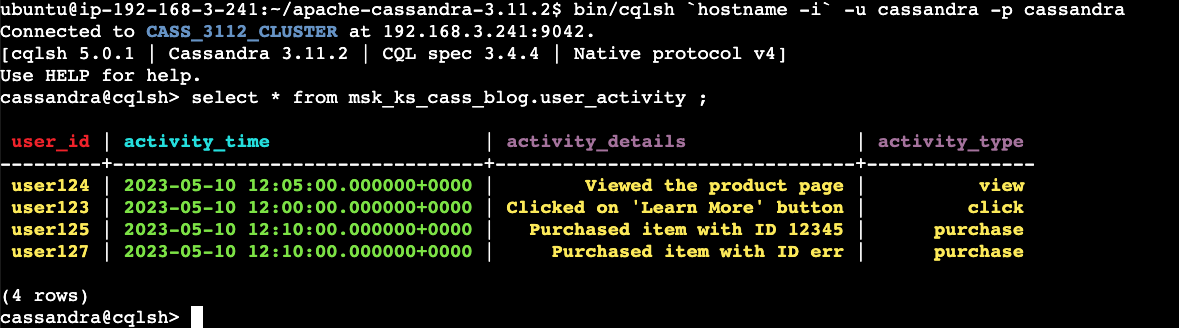 ubuntu@ip-192-168-3-241:~/apache-cassandra-3.11.2$ bin/cqlsh `hostname -i` -u cassandra -p cassandra
Connected to CASS_3112_CLUSTER at 192.168.3.241:9042.
[cqlsh 5.0.1 | Cassandra 3.11.2 | CQL spec 3.4.4 | Native protocol v4]
Use HELP for help.
cassandra@cqlsh> select * from msk_ks_cass_blog.user_activity ;
 user_id | activity_time                   | activity_details              | activity_type
---------+---------------------------------+--------------------------------+---------------
 user124 | 2023-05-10 12:05:00.000000+0000 |        Viewed the product page |          view
 user123 | 2023-05-10 12:00:00.000000+0000 | Clicked on 'Learn More' button |         click
 user125 | 2023-05-10 12:10:00.000000+0000 |   Purchased item with ID 12345 |      purchase
 user127 | 2023-05-10 12:10:00.000000+0000 |     Purchased item with ID err |      purchase
(4 rows)
cassandra@cqlsh>